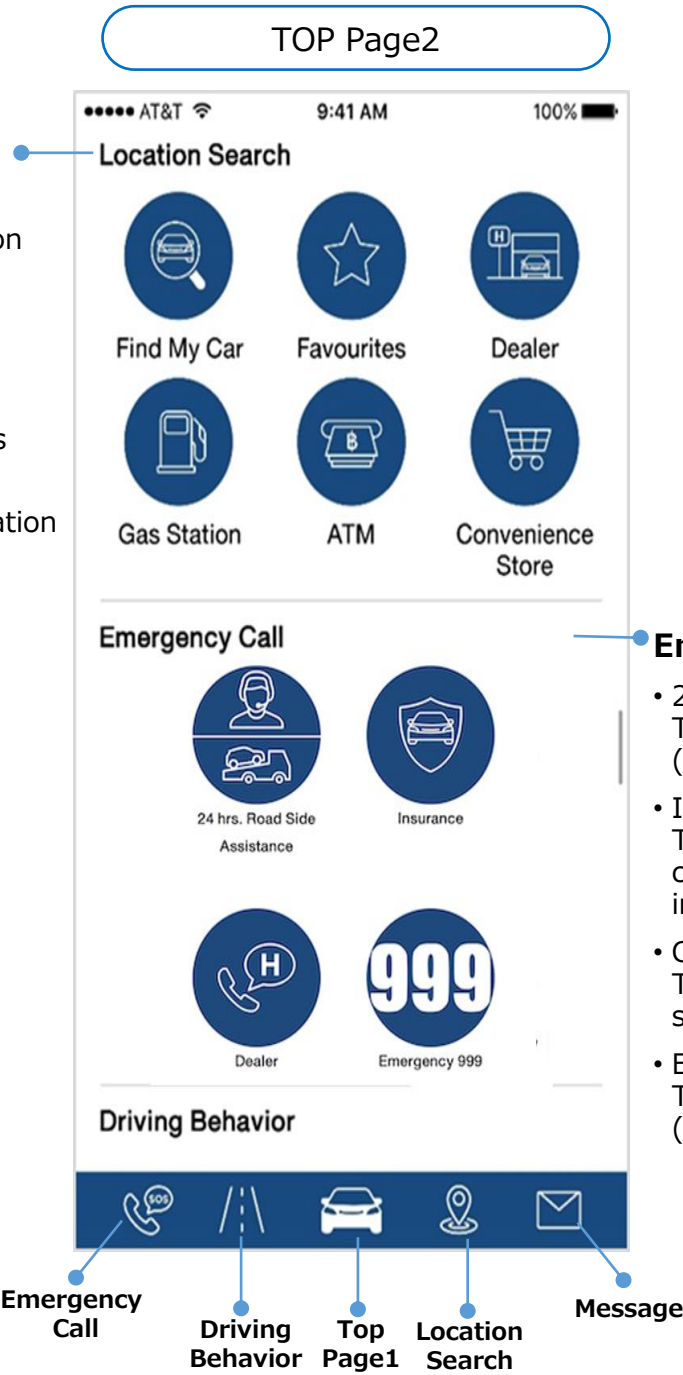 TOP Page2
AT&T 9:41 AM 100%
Location Search
on
Find My Car Favourites Dealer
H
s
ation
฿
Gas Station ATM Convenience
Store
Emergency Call
24 hrs. Road Side
Assistance
Insurance
H
999
Dealer Emergency 999
Driving Behavior
SOS
Emergency
Call
Driving
Behavior
Top
Page1
Location
Search
Message